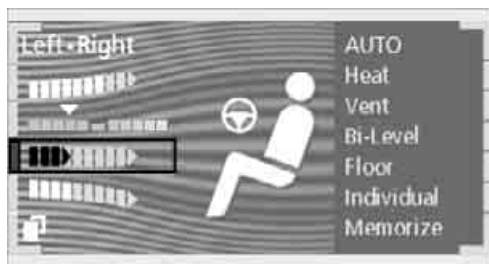 Left•Right
AUTO
Heat
Vent
Bi-Level
Floor
Individual
Memorize